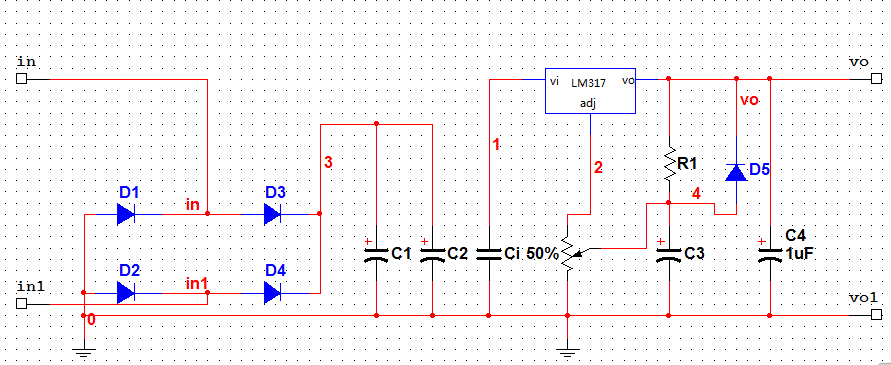 in
vo
vi
LM317
vo
adj
vo
1
3
2
R1
D5
D1
in
D3
4
C1
C2
Ci
50%
C3
C4
1uF
D2
in1
D4
in1
0
vo1